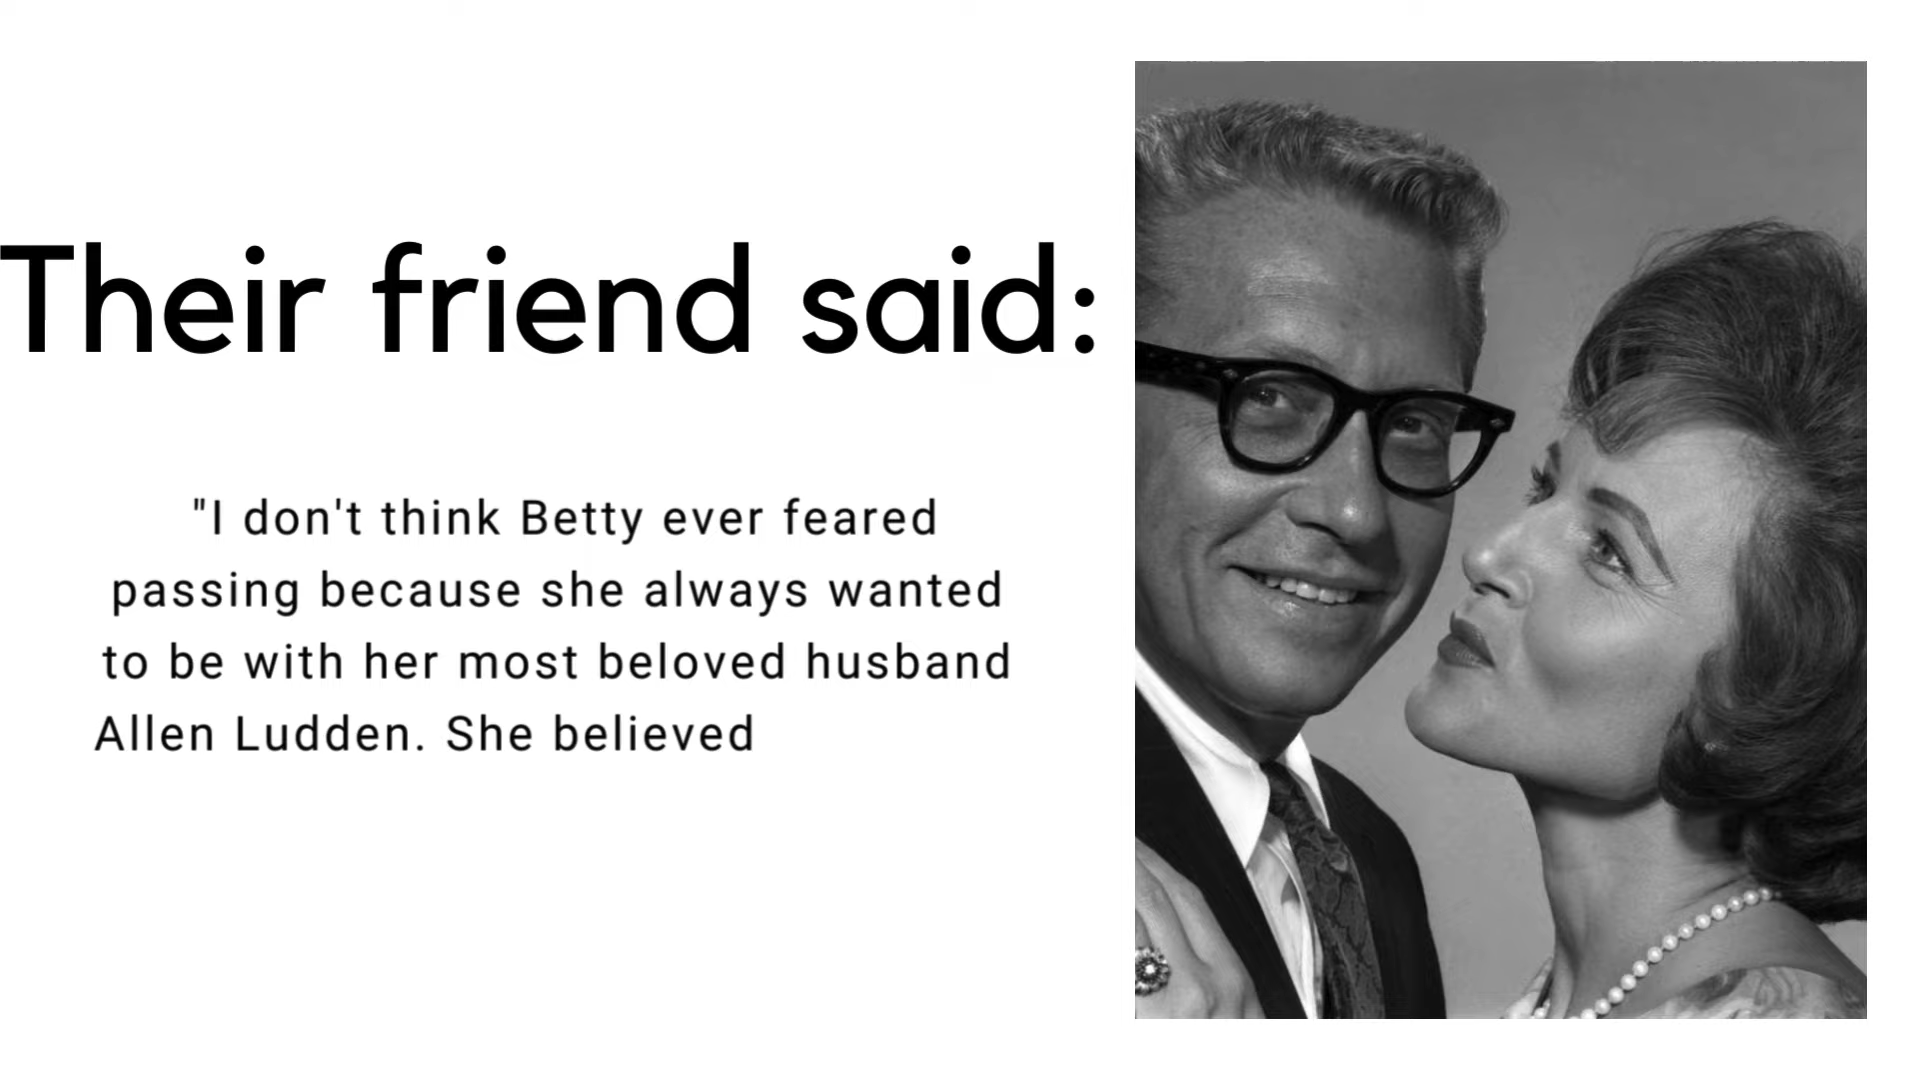 Their friend said:
"I don't think Betty ever feared
passing because she always wanted
to be with her most beloved husband
Allen Ludden. She believed